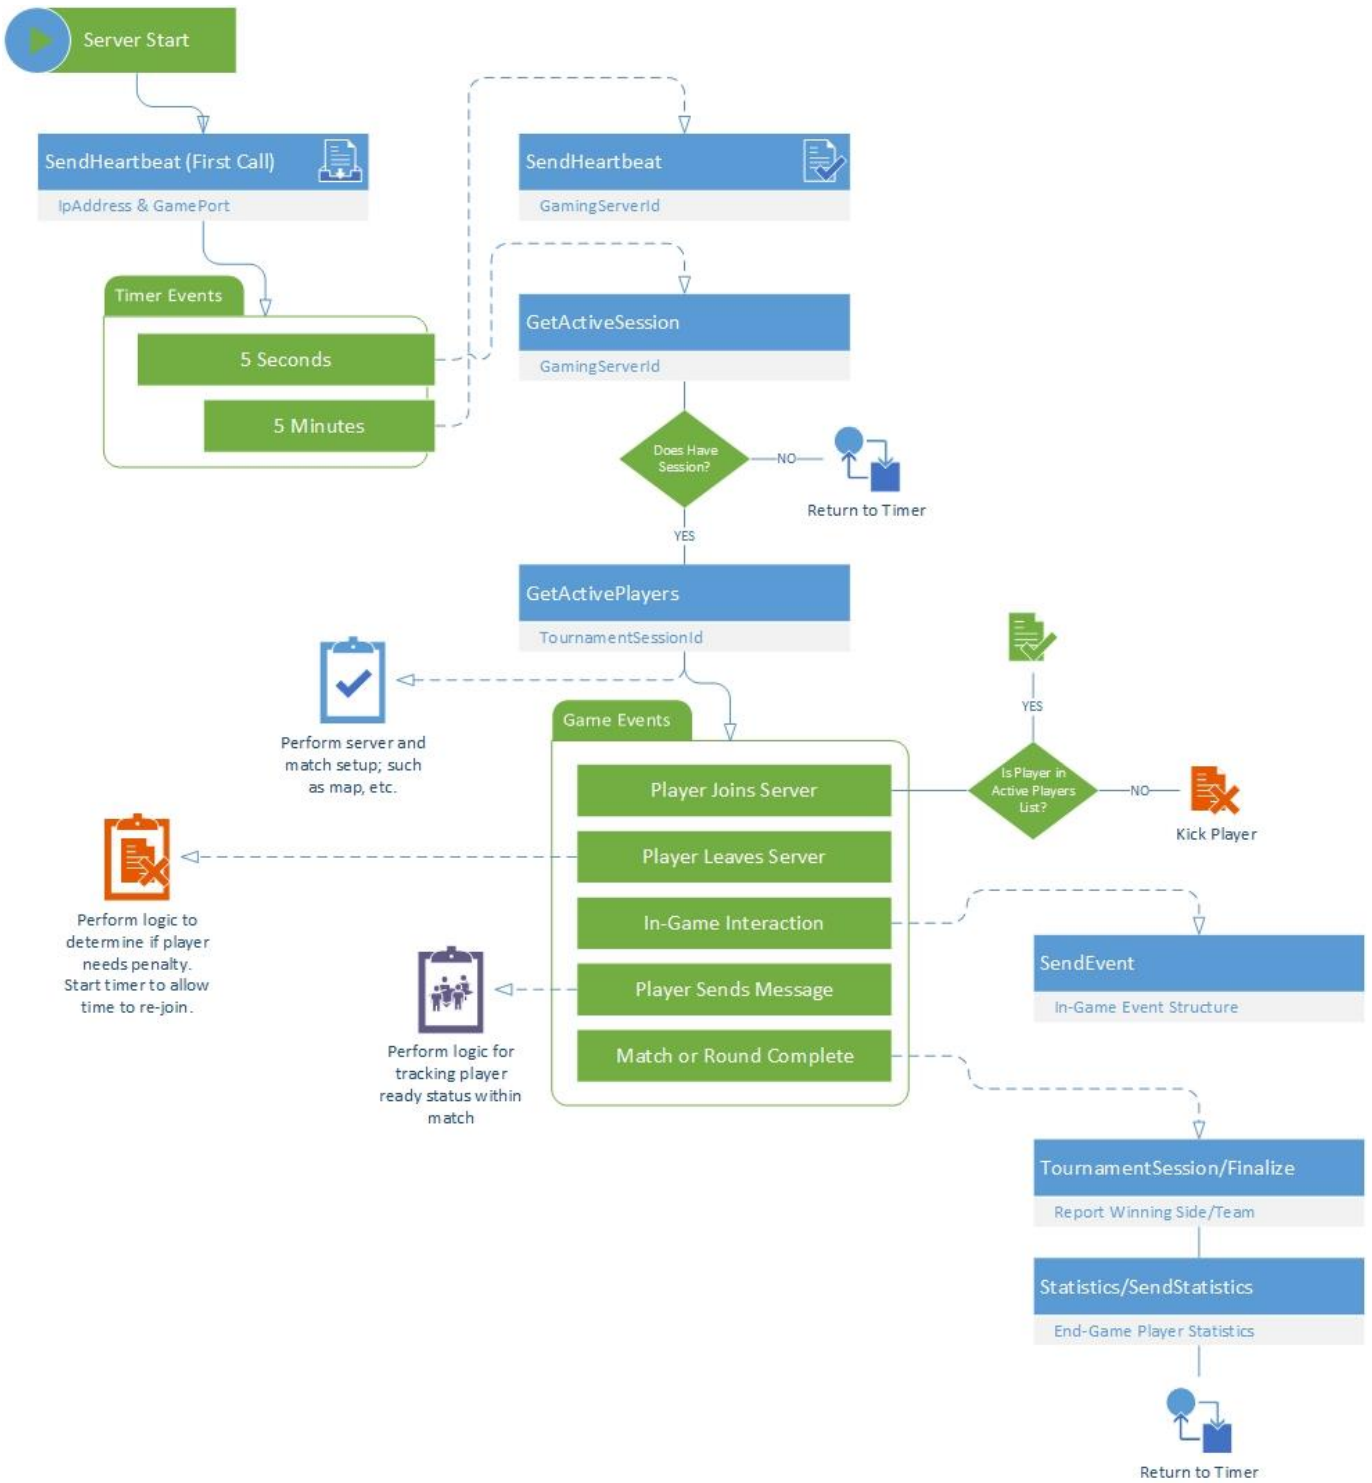 Server Start
SendHeartbeat (First Call)
IpAddress & GamePort
SendHeartbeat
GamingServerId
Timer Events
5 Seconds
5 Minutes
GetActiveSession
GamingServerId
Does Have
Session?
NO
Return to Timer
YES
GetActivePlayers
TournamentSessionId
Perform server and
match setup; such
as map, etc.
Game Events
Player Joins Server
Player Leaves Server
In-Game Interaction
Player Sends Message
Match or Round Complete
YES
Is Player in
Active Players
List?
NO
Kick Player
Perform logic to
determine if player
needs penalty.
Start timer to allow
time to re-join.
Perform logic for
tracking player
ready status within
match
SendEvent
In-Game Event Structure
TournamentSession/Finalize
Report Winning Side/Team
Statistics/SendStatistics
End-Game Player Statistics
Return to Timer